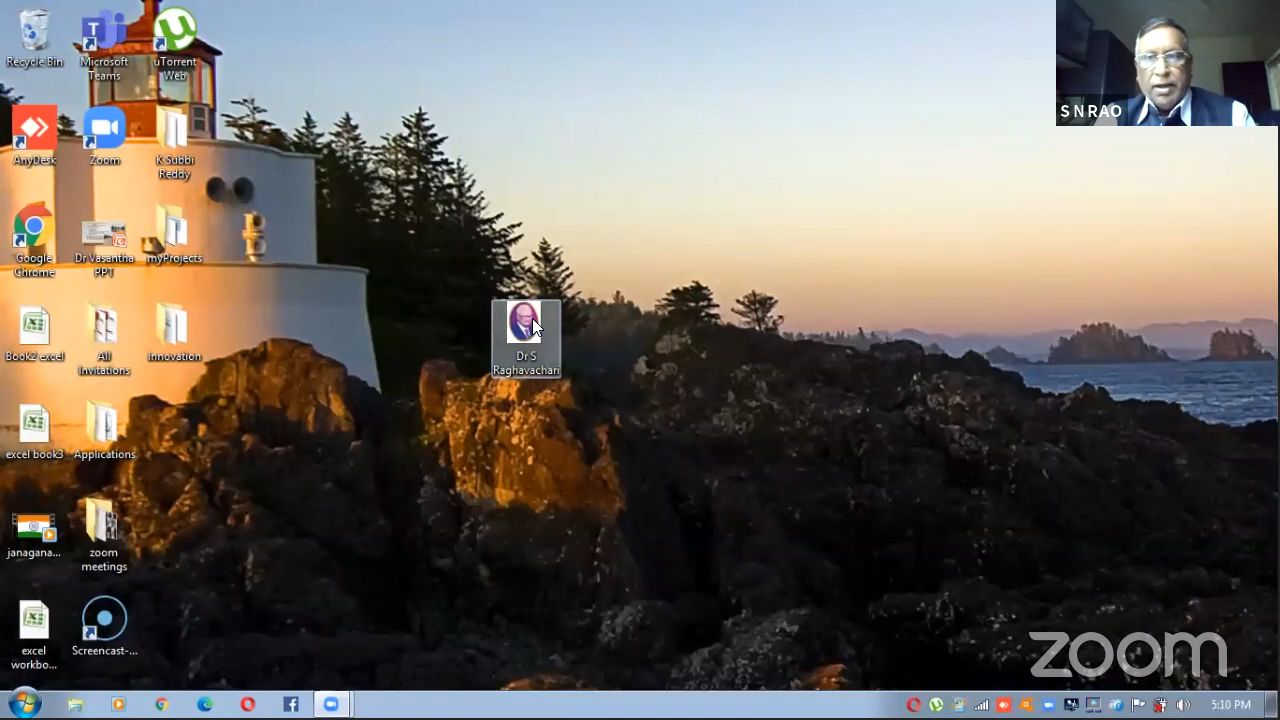 S N RAO
Recycle Bin
Microsoft
Teams
uTorrent
Web
AnyDesk
Zoom
K Subbi
Reddy
Google
Chrome
Dr Vasantha
PPT
myProjects
Book2 excel
All
invitations
innovation
Dr S
Raghavachari
excel book3
Applications
janagana...
zoom
meetings
excel
workbo...
Screencast-...
zoom
5:10 PM